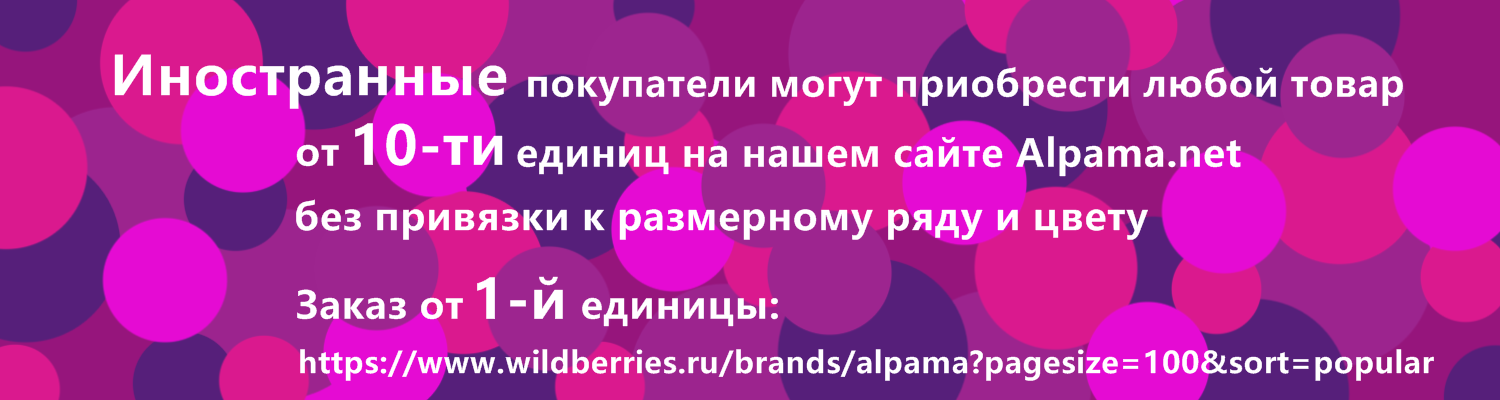 Иностранные покупатели могут приобрести любой товар
от 10-ти единиц на нашем сайте Alpama.net
без привязки к размерному ряду и цвету
Заказ от 1-й единицы:
https://www.wildberries.ru/brands/alpama?pagesize=100&sort=popular